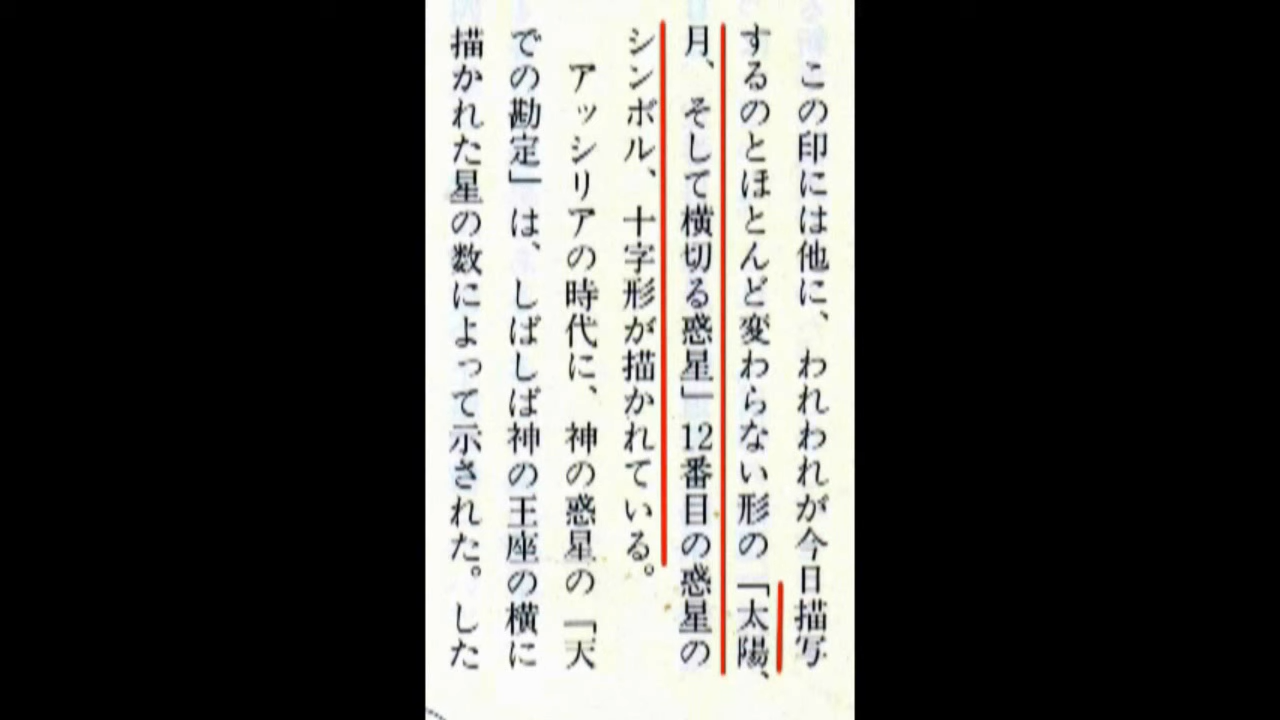 この印には他に、われわれが今日描写
するのとほとんど変わらない形の「太陽、
月、そして横切る惑星」12番目の惑星の
シンボル、十字形が描かれている。
アッシリアの時代に、神の惑星の「天
での勘定」は、しばしば神の王座の横に
描かれた星の数によって示された。した